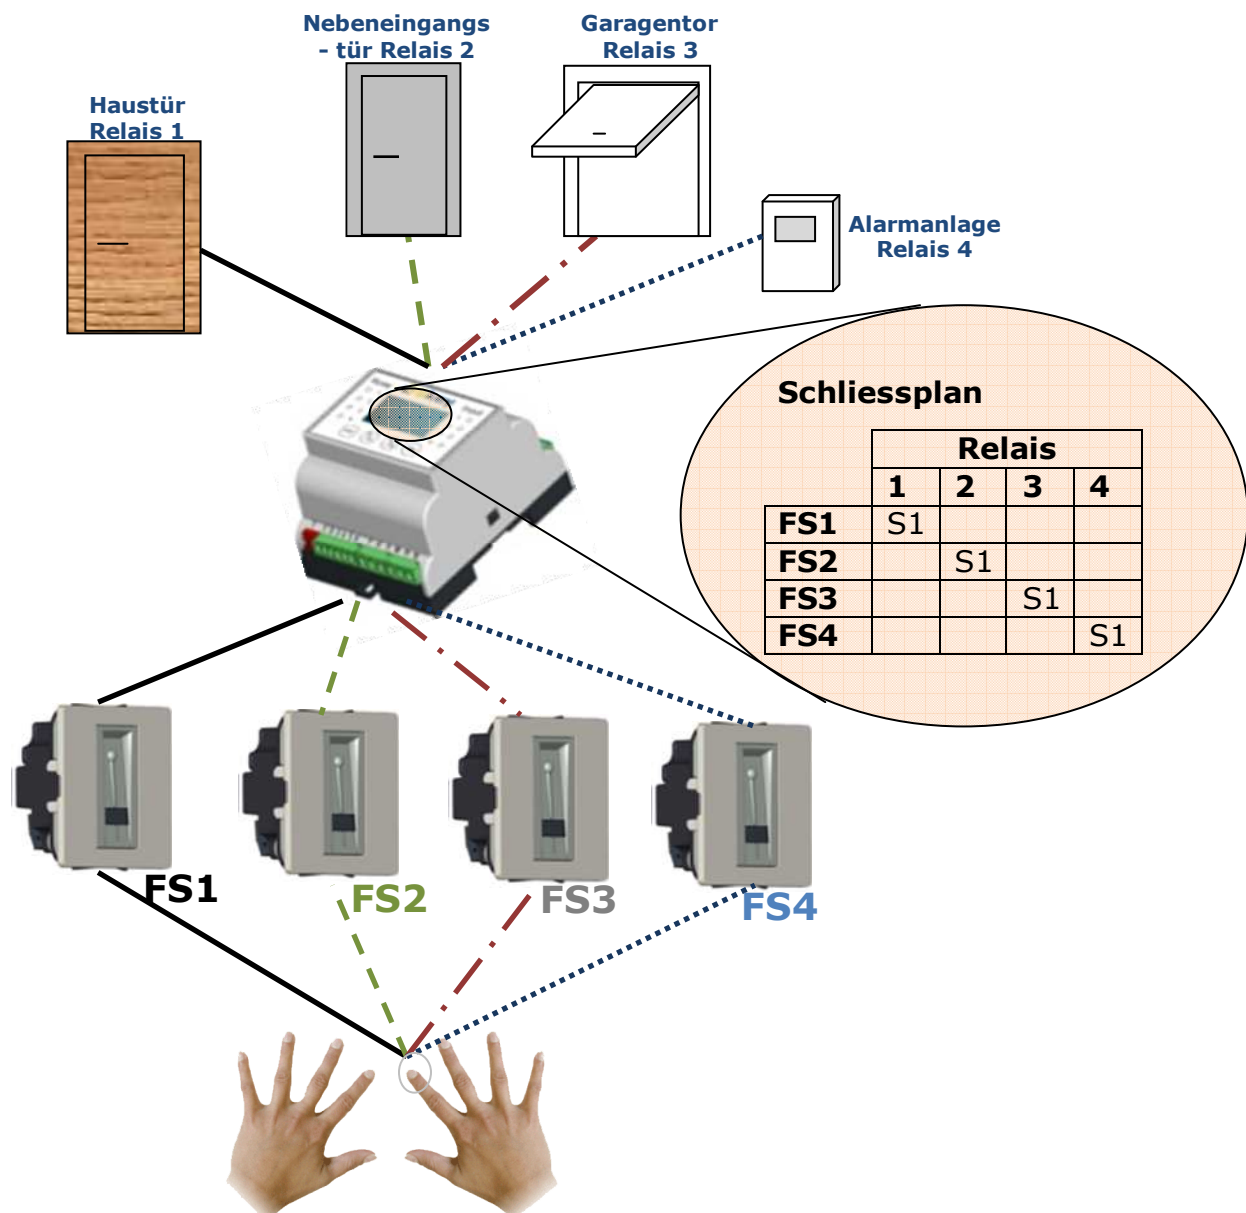 Nebeneingangs
- tür Relais 2
Garagentor
Relais 3
Haustür
Relais 1
Alarmanlage
Relais 4
Schliessplan
Relais
1 2 3 4
FS1 S1
FS2 S1
FS3 S1
FS4 S1
FS1
FS2
FS3
FS4